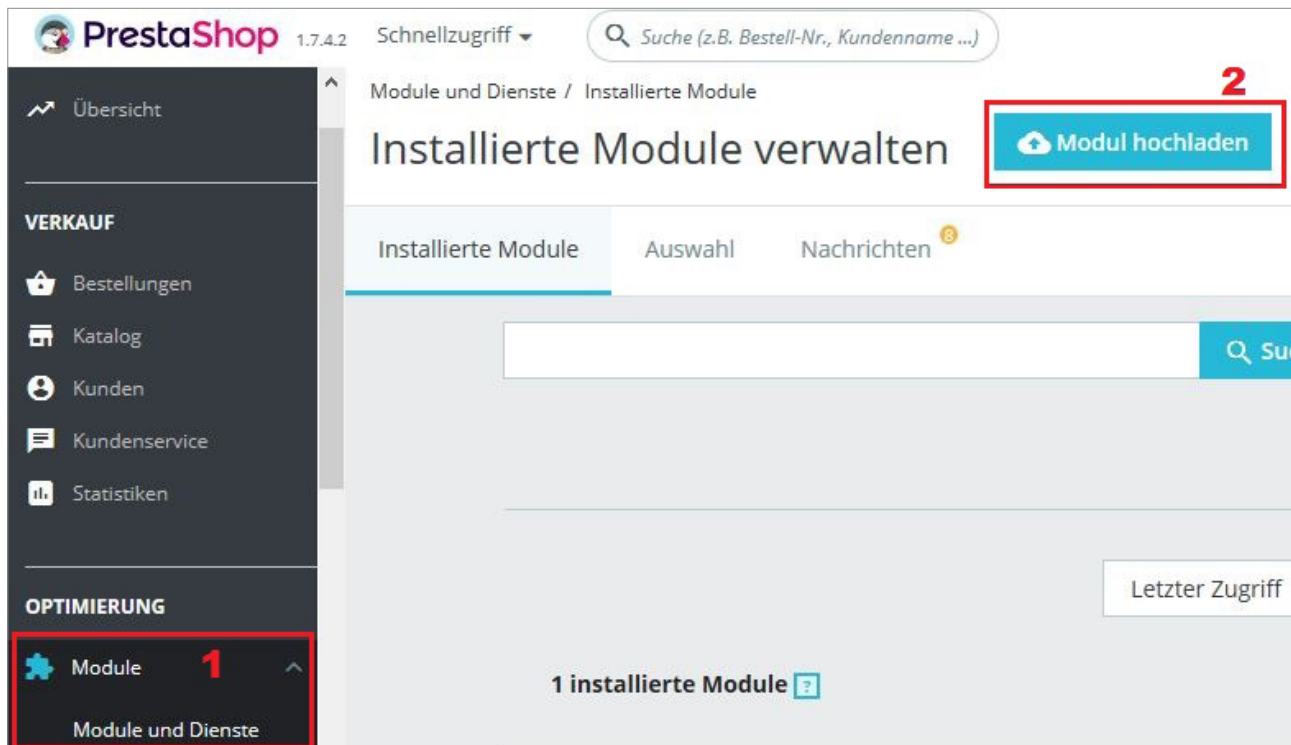 PrestaShop 1.7.4.2 Schnellzugriff Suche (z.B. Bestell-Nr., Kundenname ...)
Übersicht
VERKAUF
Bestellungen
Katalog
Kunden
Kundenservice
Statistiken
OPTIMIERUNG
Module 1
Module und Dienste
Module und Dienste / Installierte Module
2
Installierte Module verwalten Modul hochladen
Installierte Module Auswahl Nachrichten 8
Letzter Zugriff
1 installierte Module ?